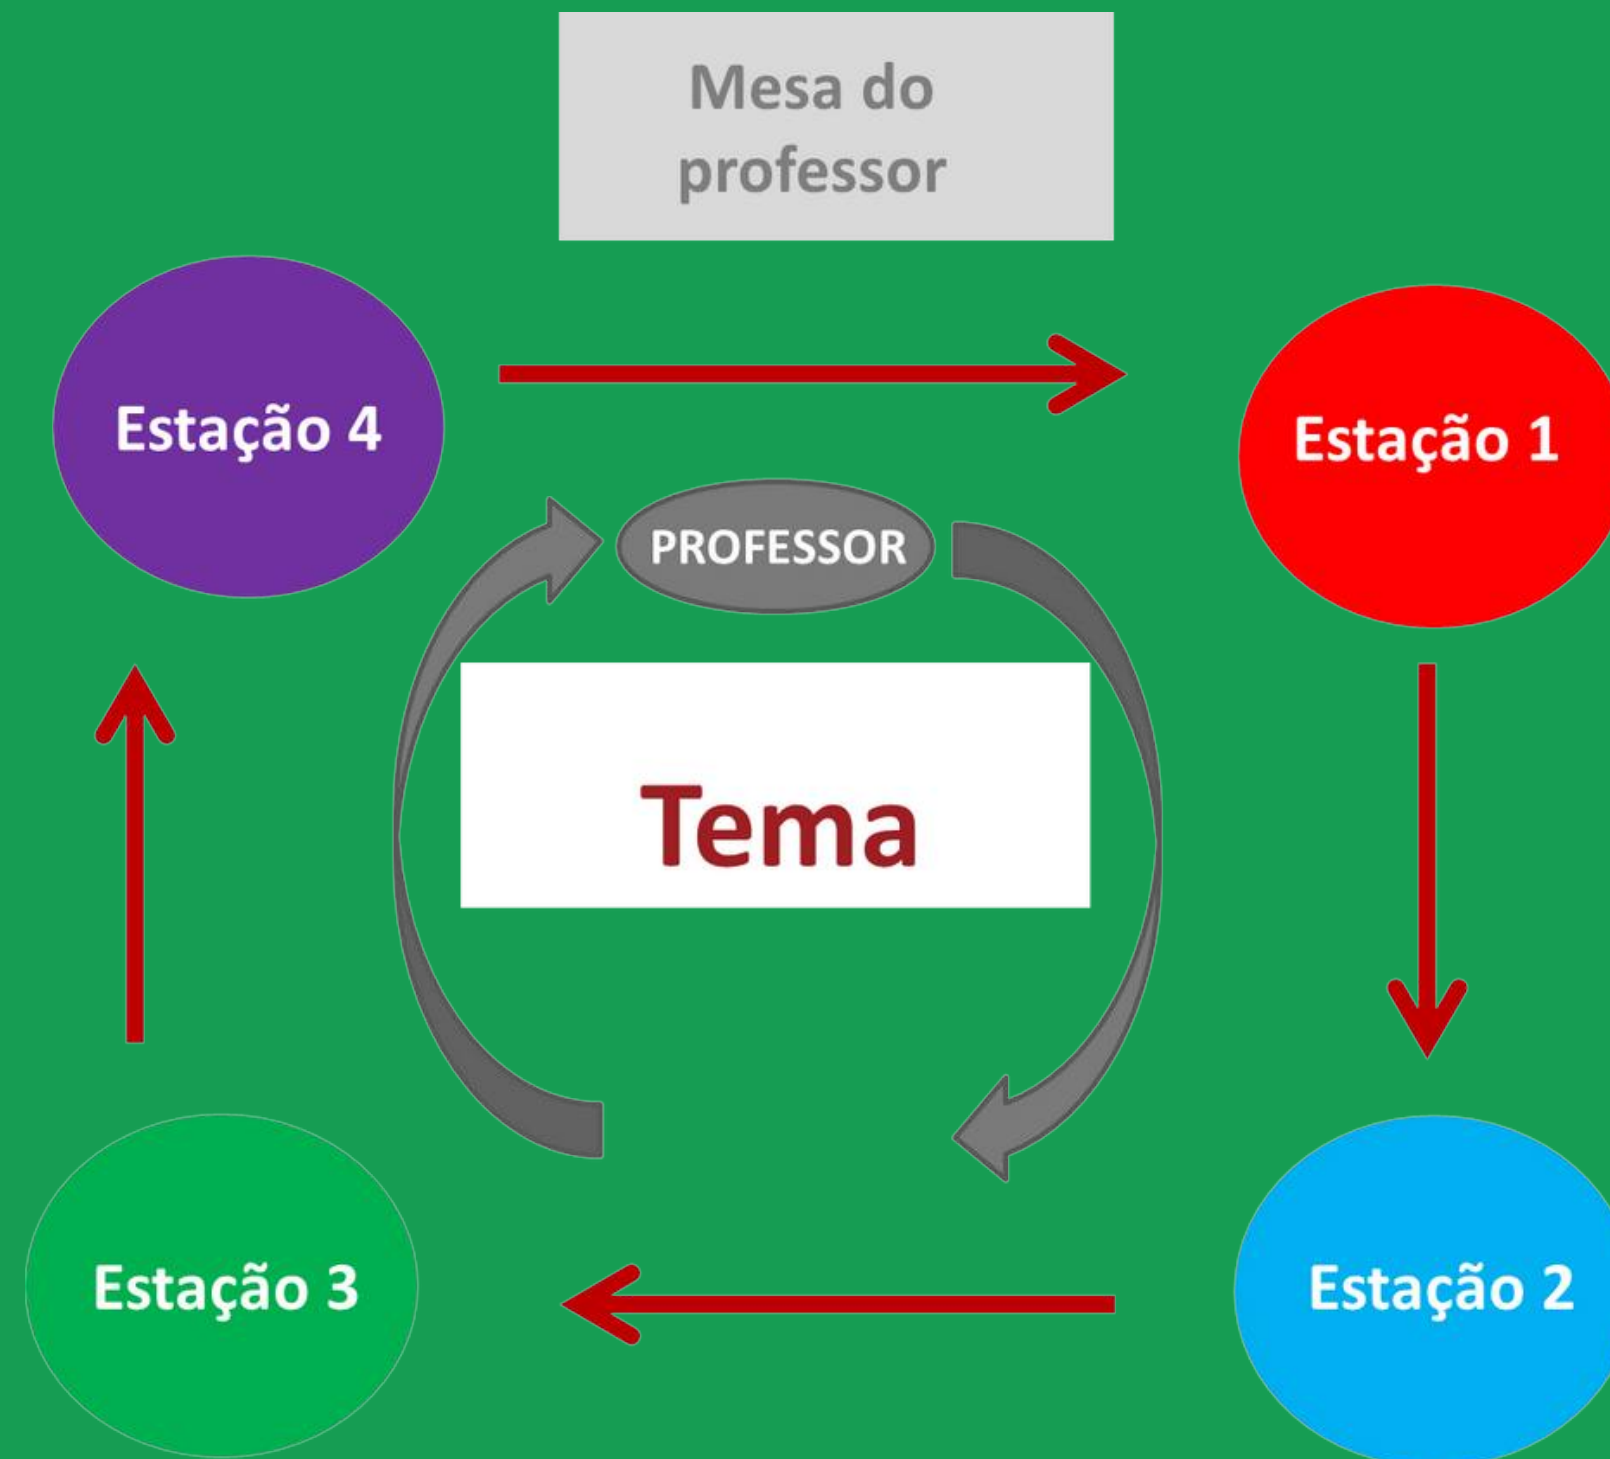 Mesa do
professor
Estação 4
Estação 1
PROFESSOR
Tema
Estação 3
Estação 2